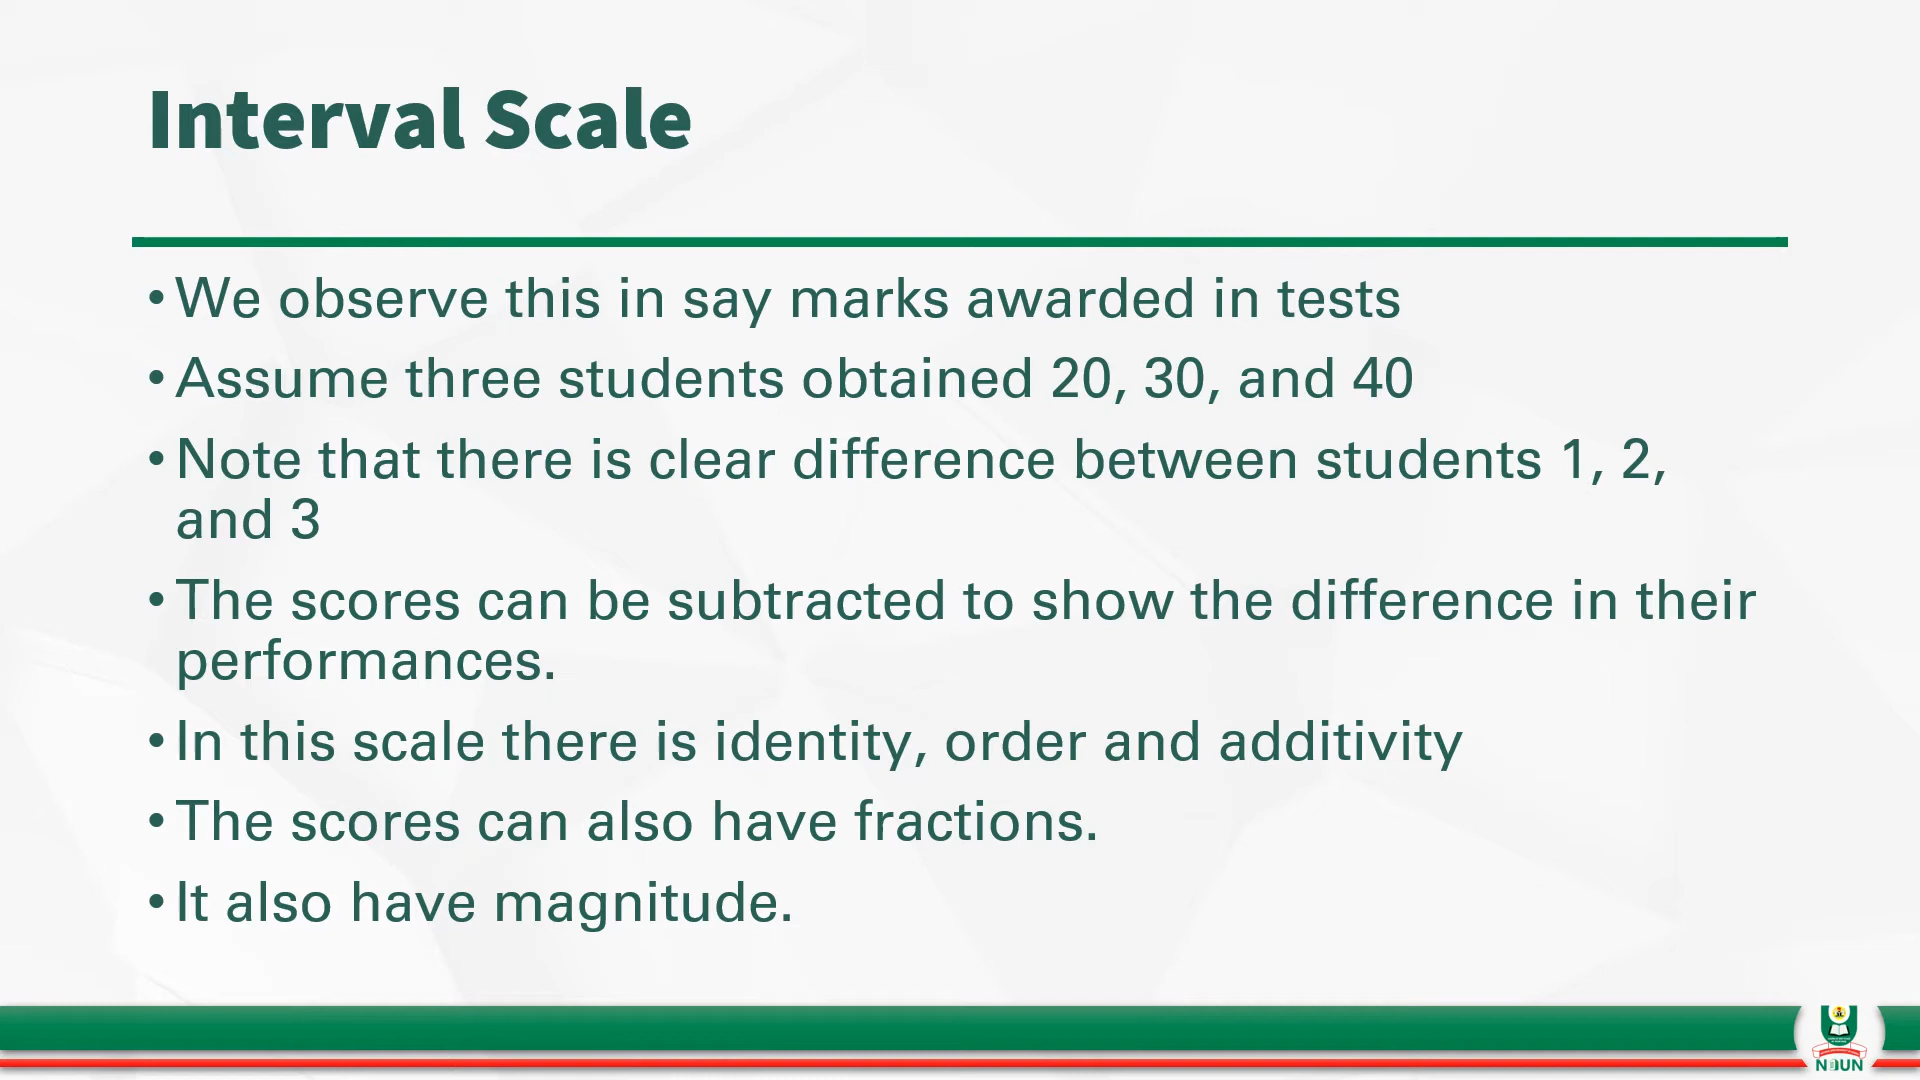 Interval Scale
• We observe this in say marks awarded in tests
• Assume three students obtained 20, 30, and 40
• Note that there is clear difference between students 1, 2,
and 3
• The scores can be subtracted to show the difference in their
performances.
• In this scale there is identity, order and additivity
• The scores can also have fractions.
• It also have magnitude.
NOUN